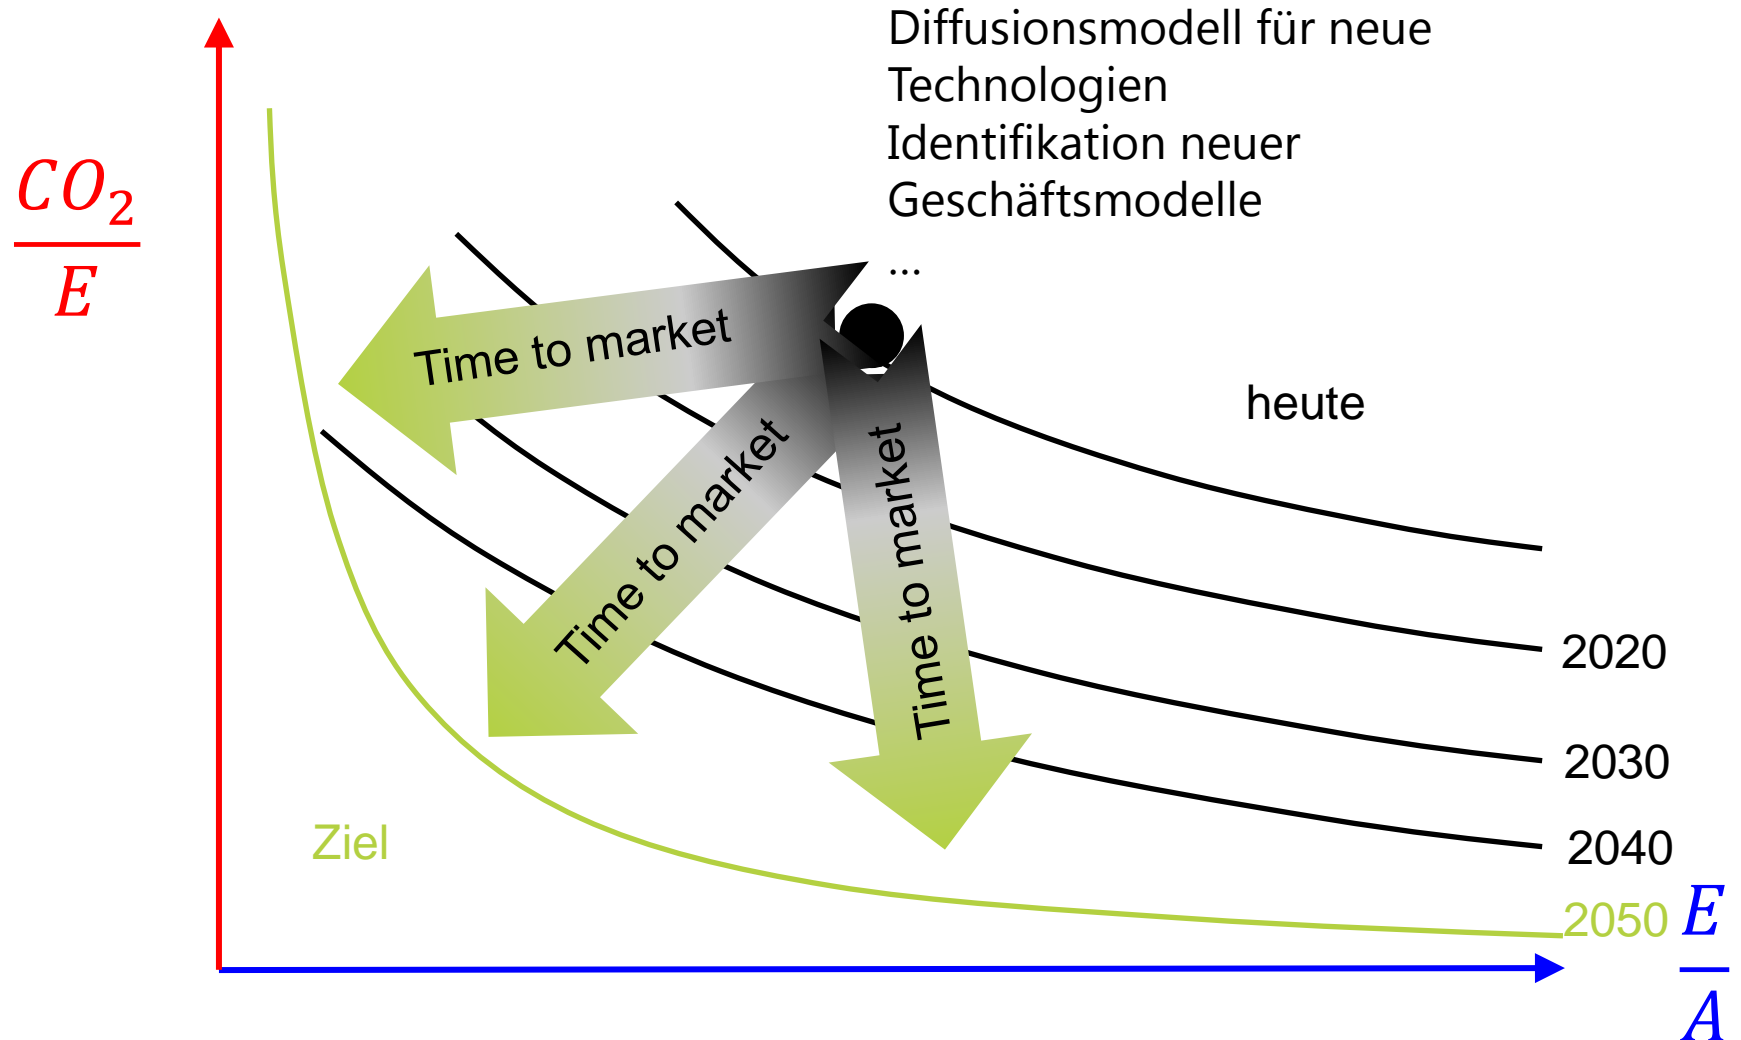 Diffusionsmodell für neue
Technologien
Identifikation neuer
Geschäftsmodelle
...
CO₂
E
Time to market
Time to market
Time to market
heute
2020
2030
2040
2050
Ziel
E
A